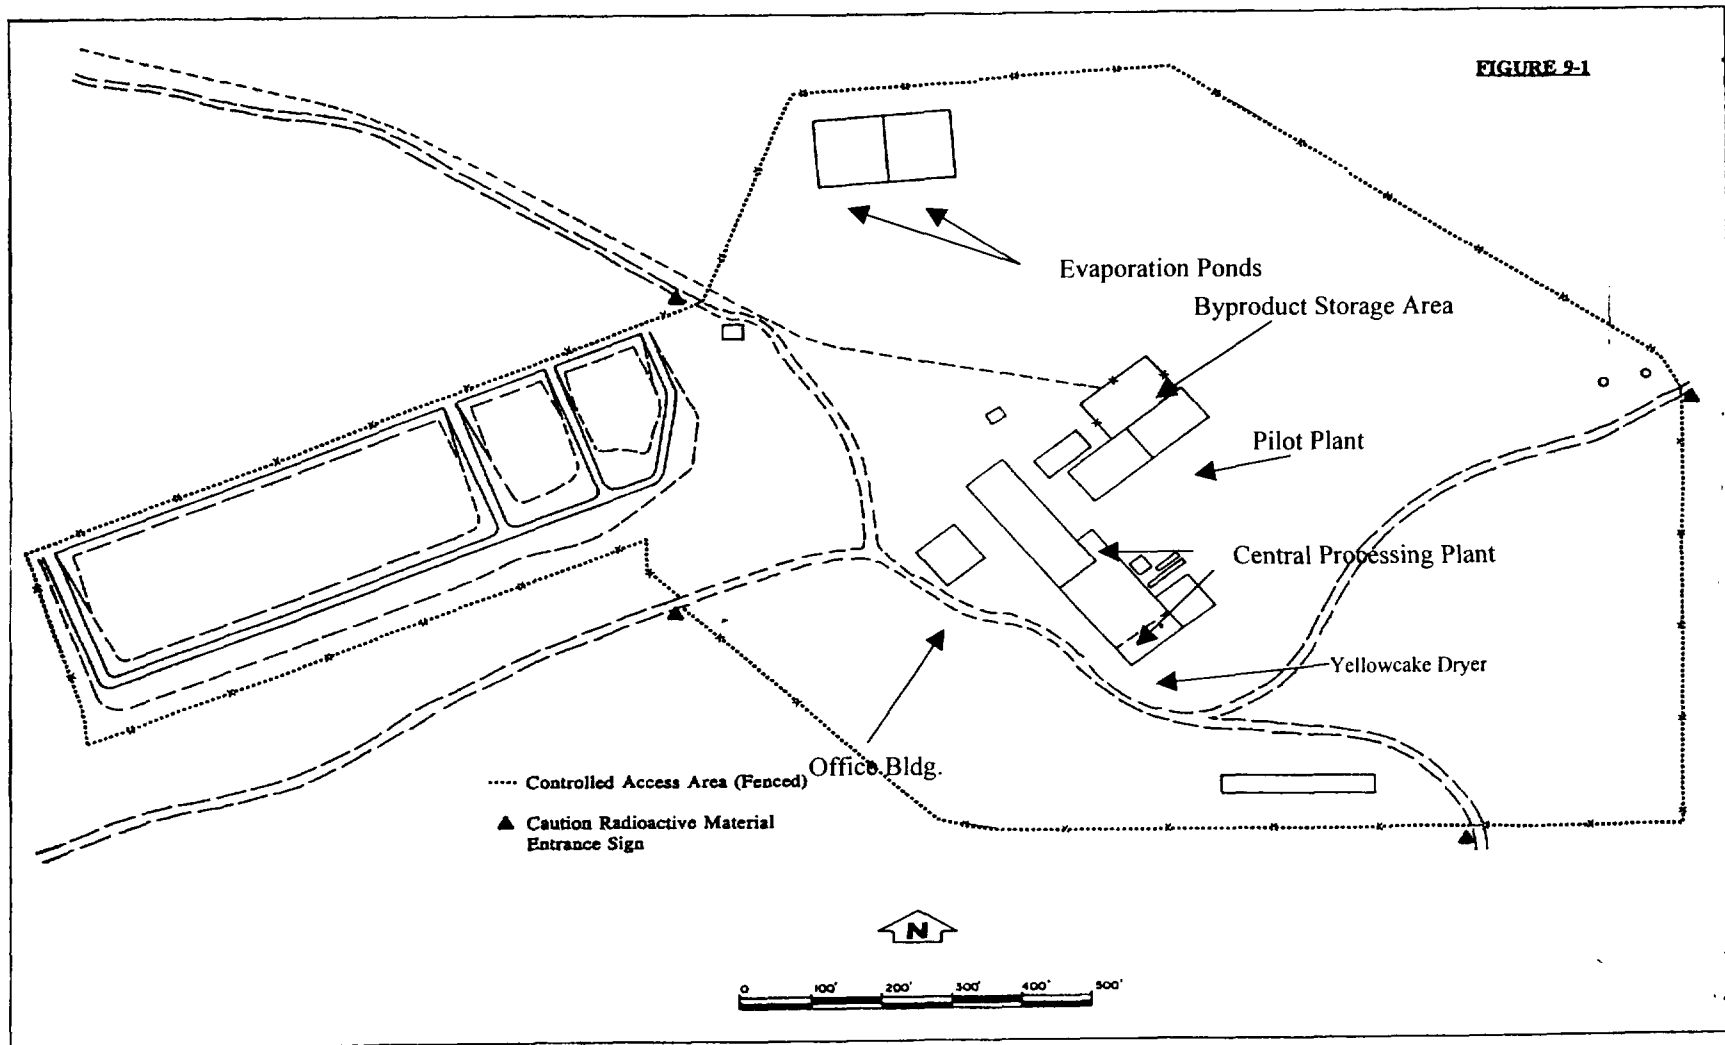 FIGURE 9-1
Evaporation Ponds
Byproduct Storage Area
Pilot Plant
Central Processing Plant
Yellowcake Dryer
Office Bldg.
Controlled Access Area (Fenced)
Caution Radioactive Material
Entrance Sign
N
0 100' 200' 300' 400' 500'